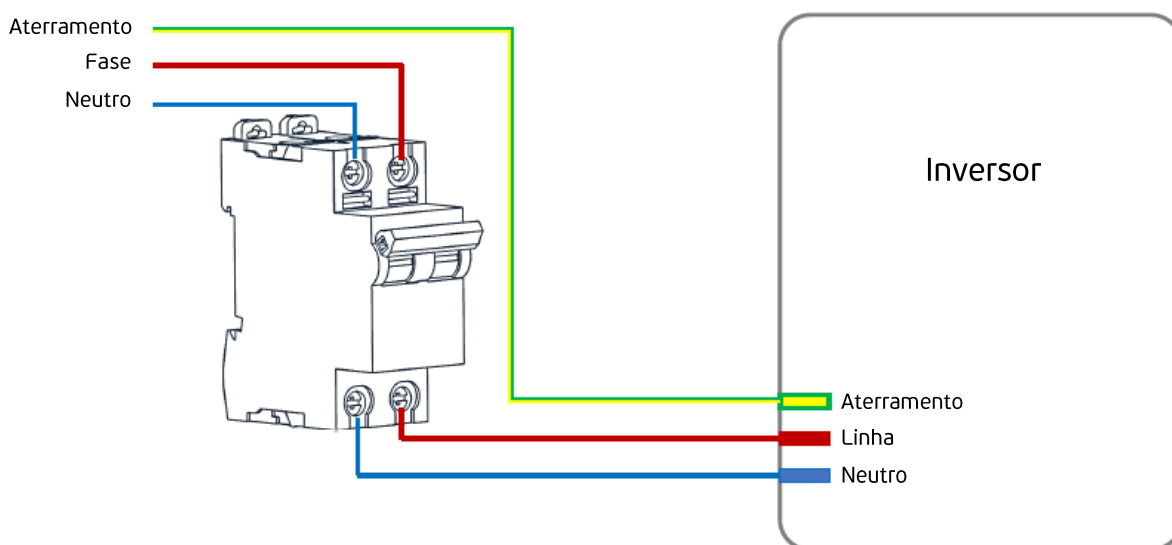 Aterramento
Fase
Neutro
Inversor
Aterramento
Linha
Neutro